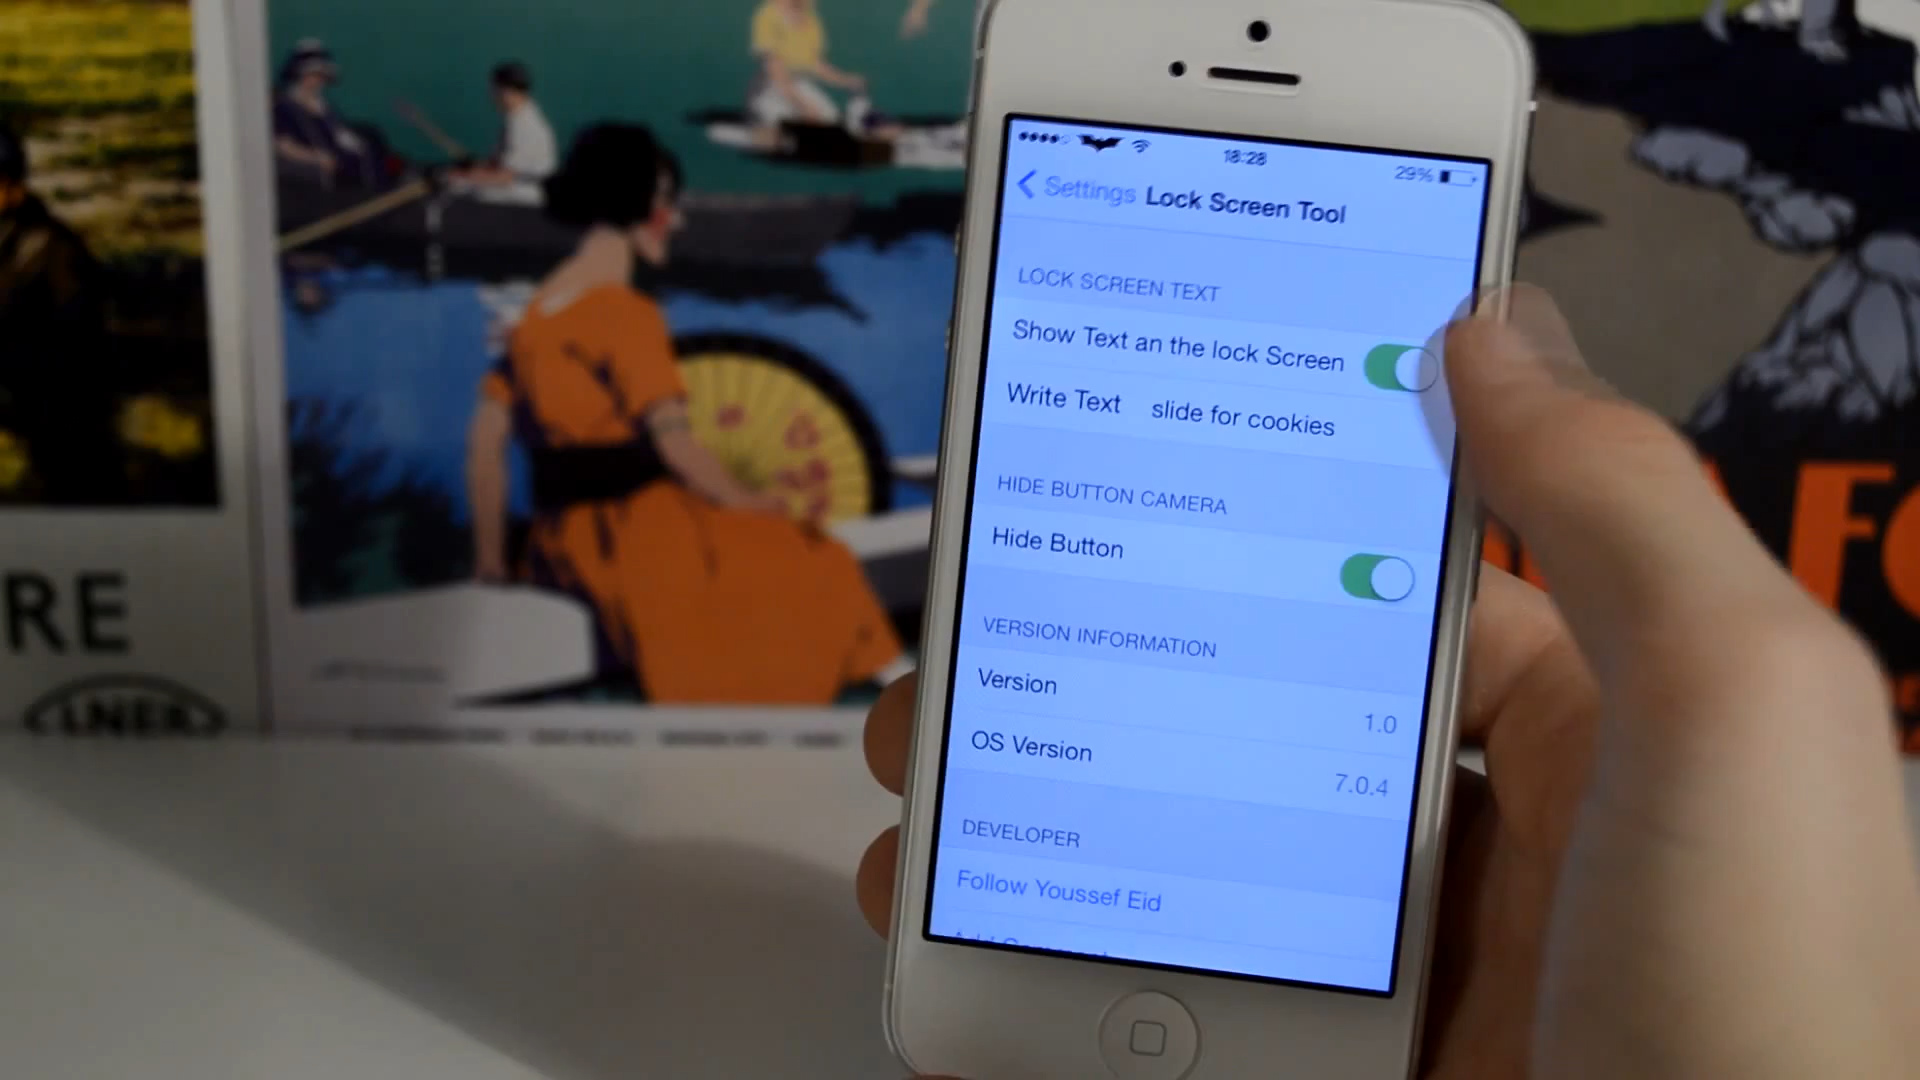 18:28
29%
Settings Lock Screen Tool
LOCK SCREEN TEXT
Show Text an the lock Screen
Write Text slide for cookies
HIDE BUTTON CAMERA
Hide Button
VERSION INFORMATION
Version
1.0
OS Version
7.0.4
DEVELOPER
Follow Youssef Eid
RE
LNER